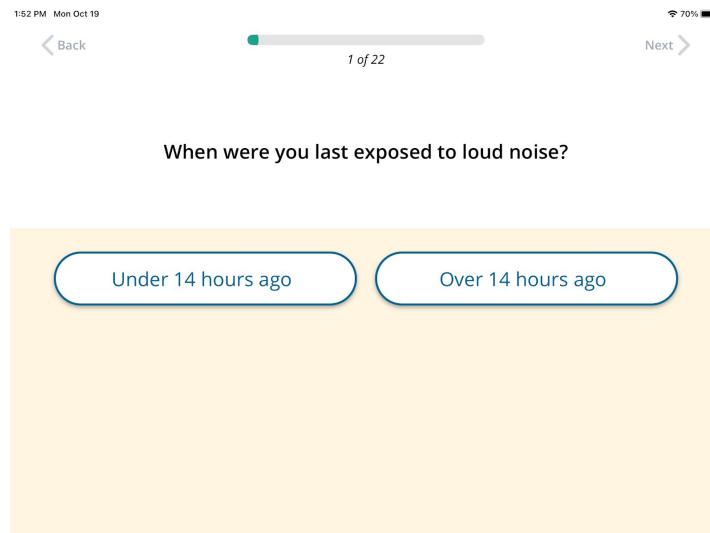 1:52 PM Mon Oct 19
70%
Back
Next
1 of 22
When were you last exposed to loud noise?
Under 14 hours ago
Over 14 hours ago